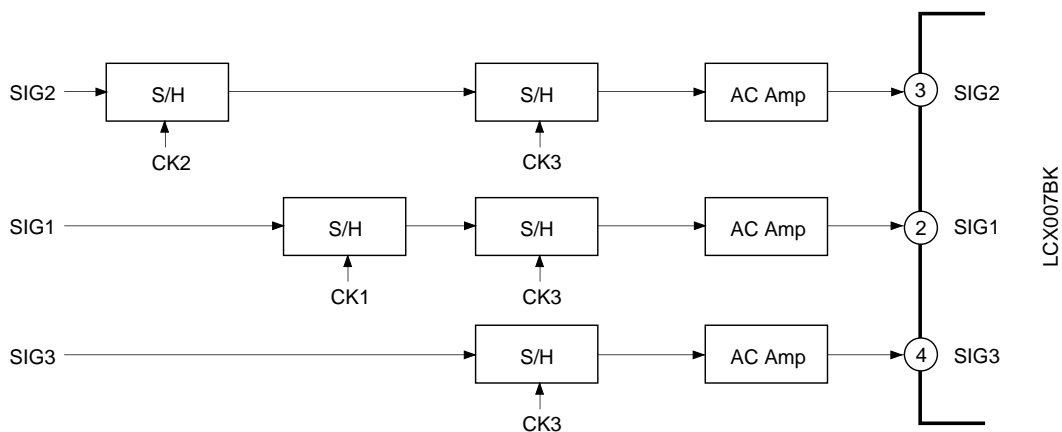 SIG2
S/H
S/H
AC Amp
3
SIG2
CK2
CK3
SIG1
S/H
S/H
AC Amp
2
SIG1
CK1
CK3
SIG3
S/H
AC Amp
4
SIG3
CK3
LCX007BK